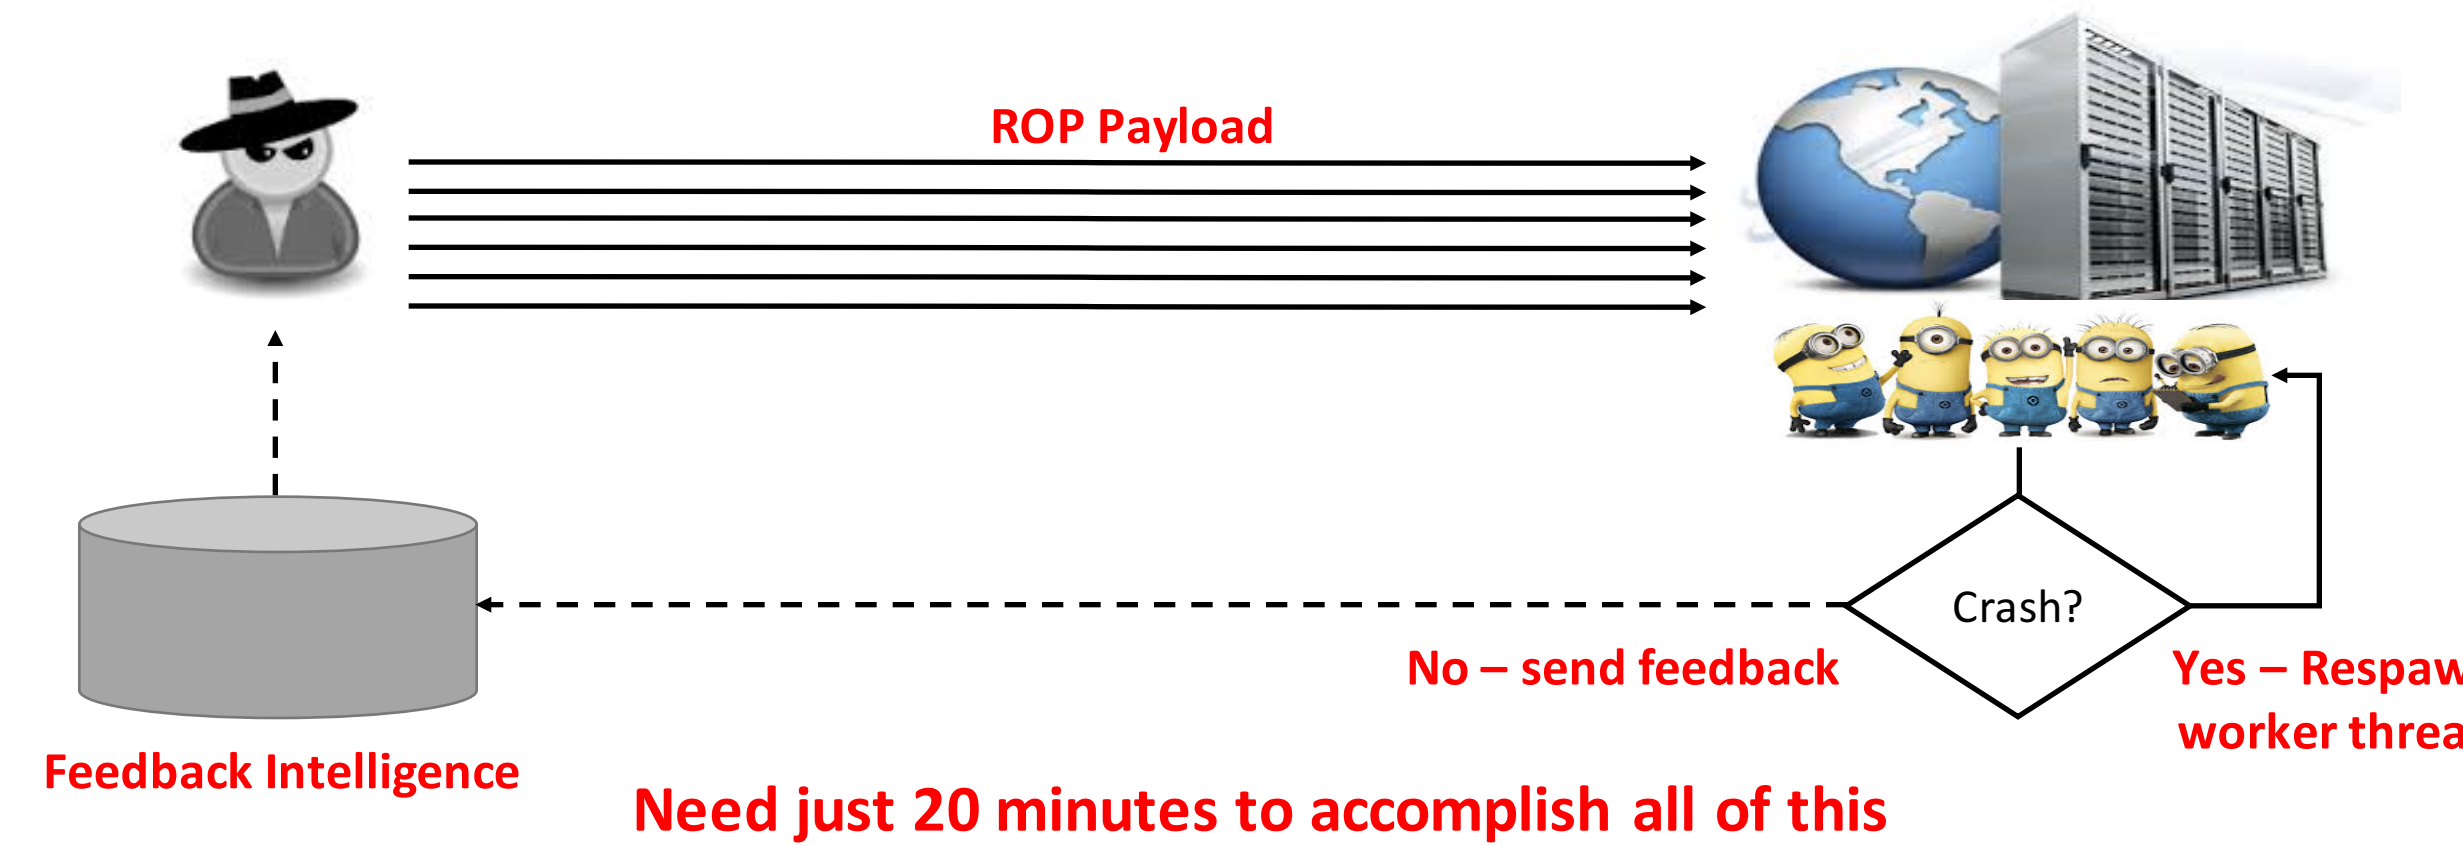 ROP Payload
Crash?
No – send feedback
Yes – Respaw
worker threa
Feedback Intelligence
Need just 20 minutes to accomplish all of this